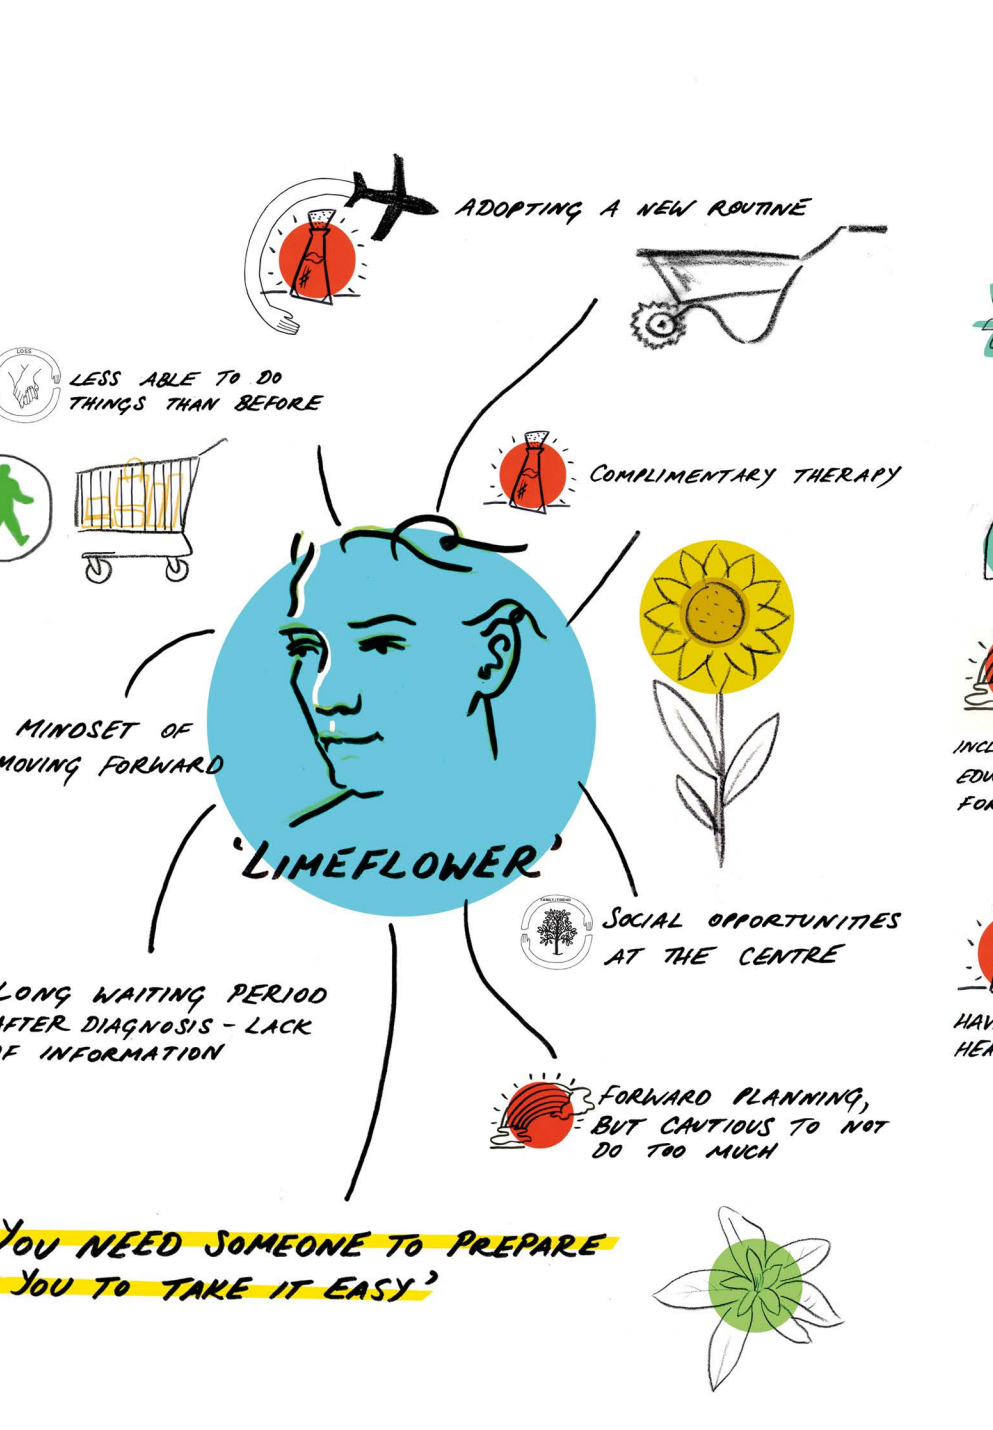 ADOPTING A NEW ROUTINE
LOSS
LESS ABLE TO DO
THINGS THAN BEFORE
COMPLIMENTARY THERAPY
MINDSET OF
MOVING FORWARD
'LIMEFLOWER'
SOCIAL OPPORTUNITIES
AT THE CENTRE
LONG WAITING PERIOD
AFTER DIAGNOSIS - LACK
OF INFORMATION
FORWARD PLANNING,
BUT CAUTIOUS TO NOT
DO TOO MUCH
YOU NEED SOMEONE TO PREPARE
YOU TO TAKE IT EASY'